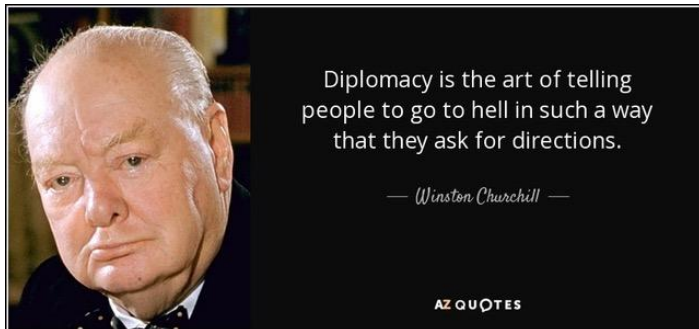 Diplomacy is the art of telling
people to go to hell in such a way
that they ask for directions.
— Winston Churchill —
AZ QUOTES